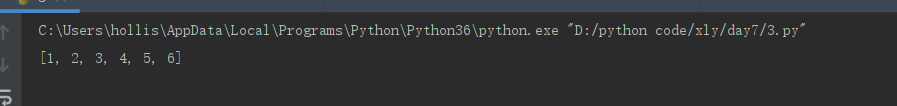 C:\Users\hollis\AppData\Local\Programs\Python\Python36\python.exe "D:/python code/xly/day7/3.py"
[1, 2, 3, 4, 5, 6]